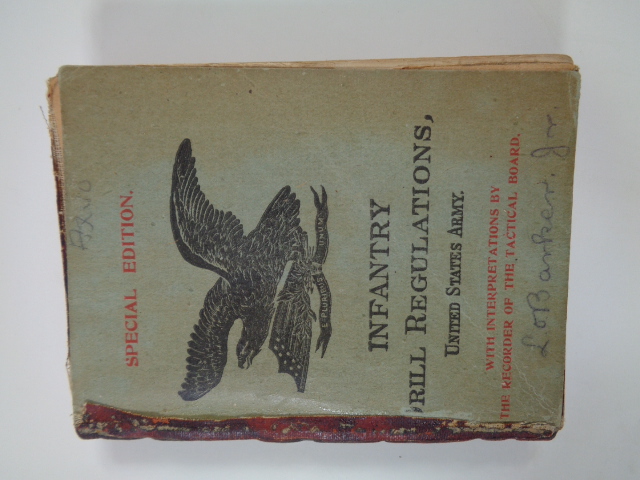 SPECIAL EDITION.
E PLURIBUS UNUM
INFANTRY
DRILL REGULATIONS,
UNITED STATES ARMY.
WITH INTERPRETATIONS BY
THE RECORDER OF THE TACTICAL BOARD.
Jr.